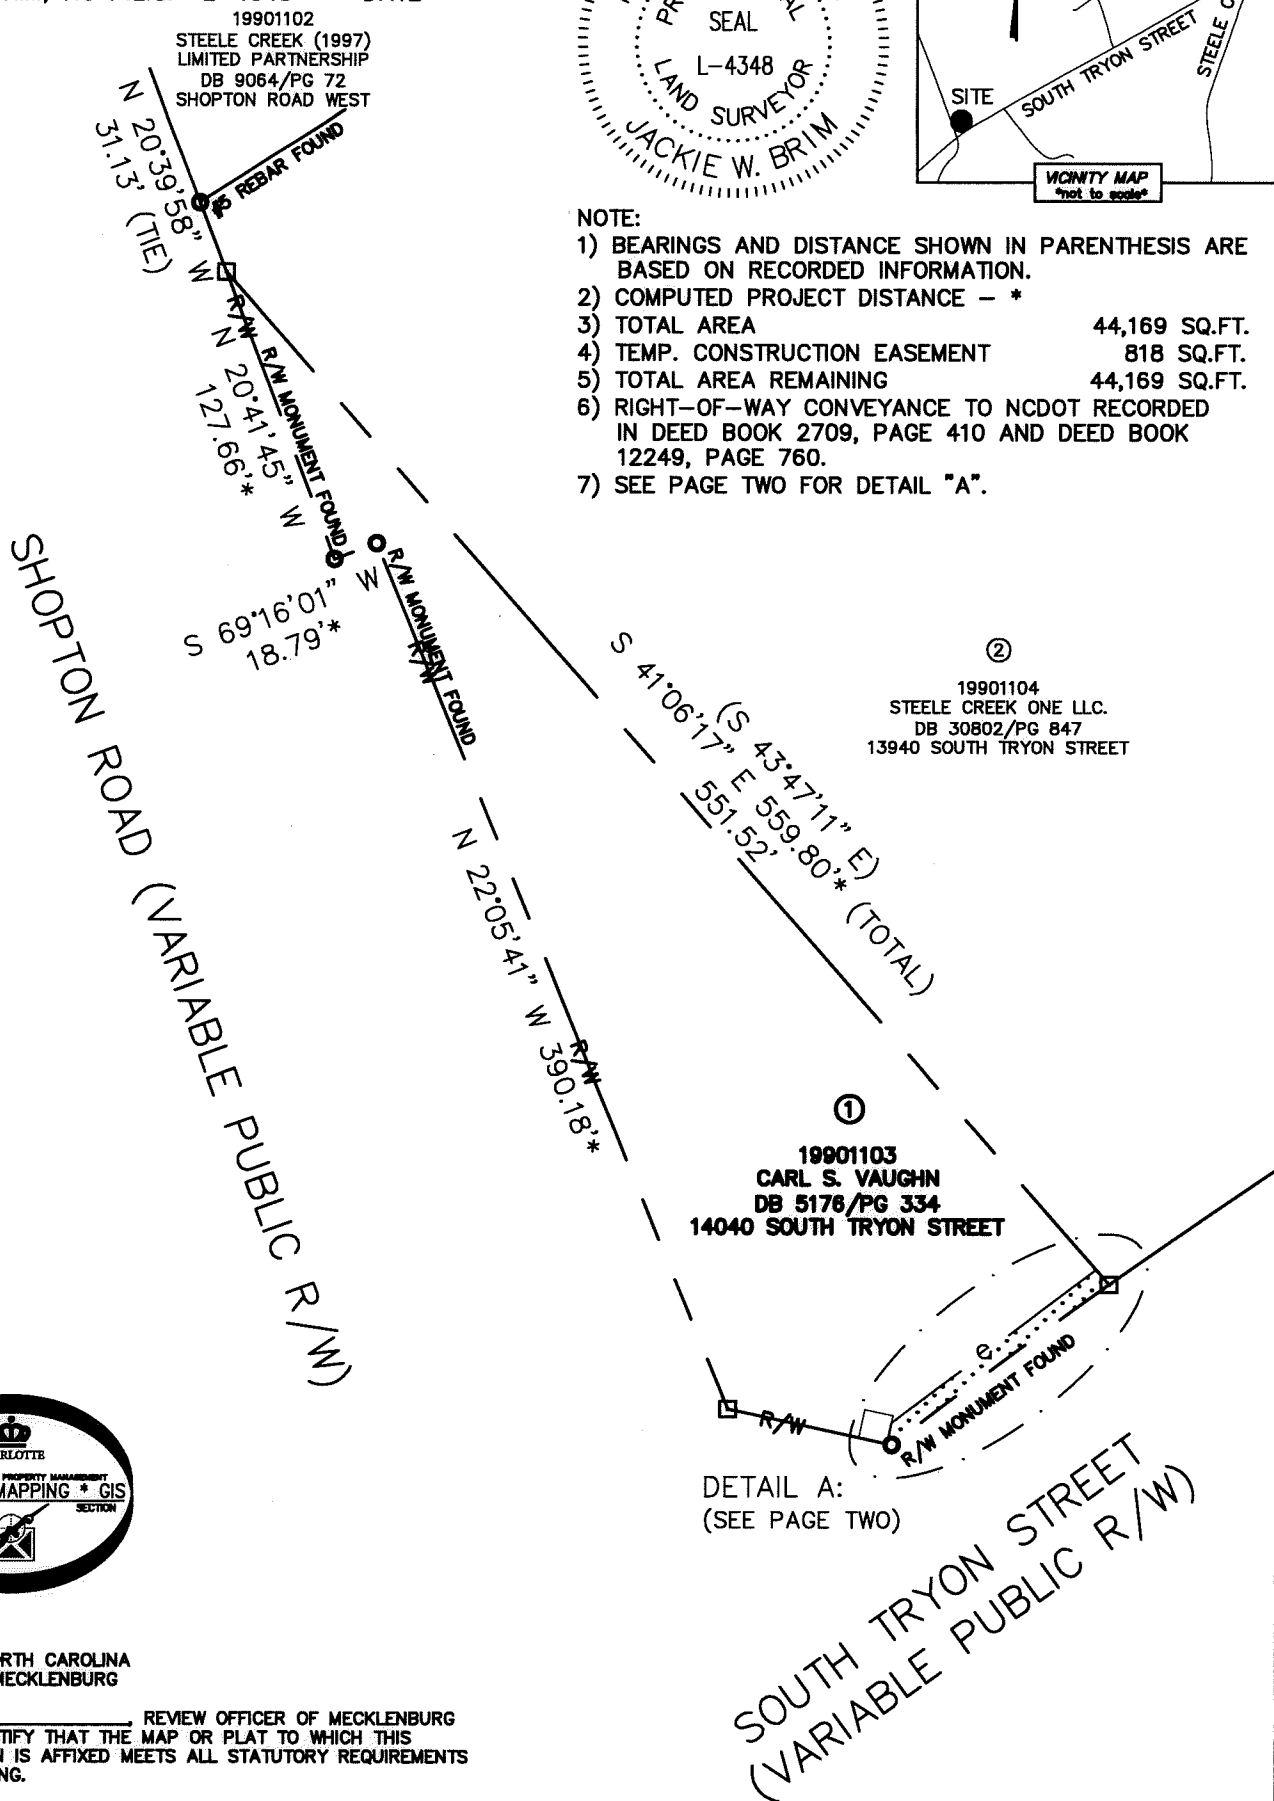 19901102
STEELE CREEK (1997)
LIMITED PARTNERSHIP
DB 9064/PG 72
SHOPTON ROAD WEST
SEAL
L-4348
LAND SURVEYOR
JACKIE W. BRIM
SITE
SOUTH TRYON STREET
STEELE C
VICINITY MAP
*not to scale*
N 20°39'58" W
31.13' (TIE)
#5 REBAR FOUND
NOTE:
1) BEARINGS AND DISTANCE SHOWN IN PARENTHESIS ARE
BASED ON RECORDED INFORMATION.
2) COMPUTED PROJECT DISTANCE - *
3) TOTAL AREA 44,169 SQ.FT.
4) TEMP. CONSTRUCTION EASEMENT 818 SQ.FT.
5) TOTAL AREA REMAINING 44,169 SQ.FT.
6) RIGHT-OF-WAY CONVEYANCE TO NCDOT RECORDED
IN DEED BOOK 2709, PAGE 410 AND DEED BOOK
12249, PAGE 760.
7) SEE PAGE TWO FOR DETAIL "A".
R/W
R/W MONUMENT FOUND
N 20°41'45" W
127.66'*
S 69°16'01" W
18.79'*
R/W MONUMENT FOUND
R/W
SHOPTON ROAD (VARIABLE PUBLIC R/W)
(S 43°47'11" E)
S 41°06'17" E 559.80'* (TOTAL)
551.52'
2
19901104
STEELE CREEK ONE LLC.
DB 30802/PG 847
13940 SOUTH TRYON STREET
N 22°05'41" W 390.18'*
R/W
1
19901103
CARL S. VAUGHN
DB 5176/PG 334
14040 SOUTH TRYON STREET
e
R/W
R/W MONUMENT FOUND
DETAIL A:
(SEE PAGE TWO)
SOUTH TRYON STREET
(VARIABLE PUBLIC R/W)
RLOTTE
PROPERTY MANAGEMENT
MAPPING * GIS
SECTION
RTH CAROLINA
MECKLENBURG
, REVIEW OFFICER OF MECKLENBURG
TIFY THAT THE MAP OR PLAT TO WHICH THIS
N IS AFFIXED MEETS ALL STATUTORY REQUIREMENTS
NG.